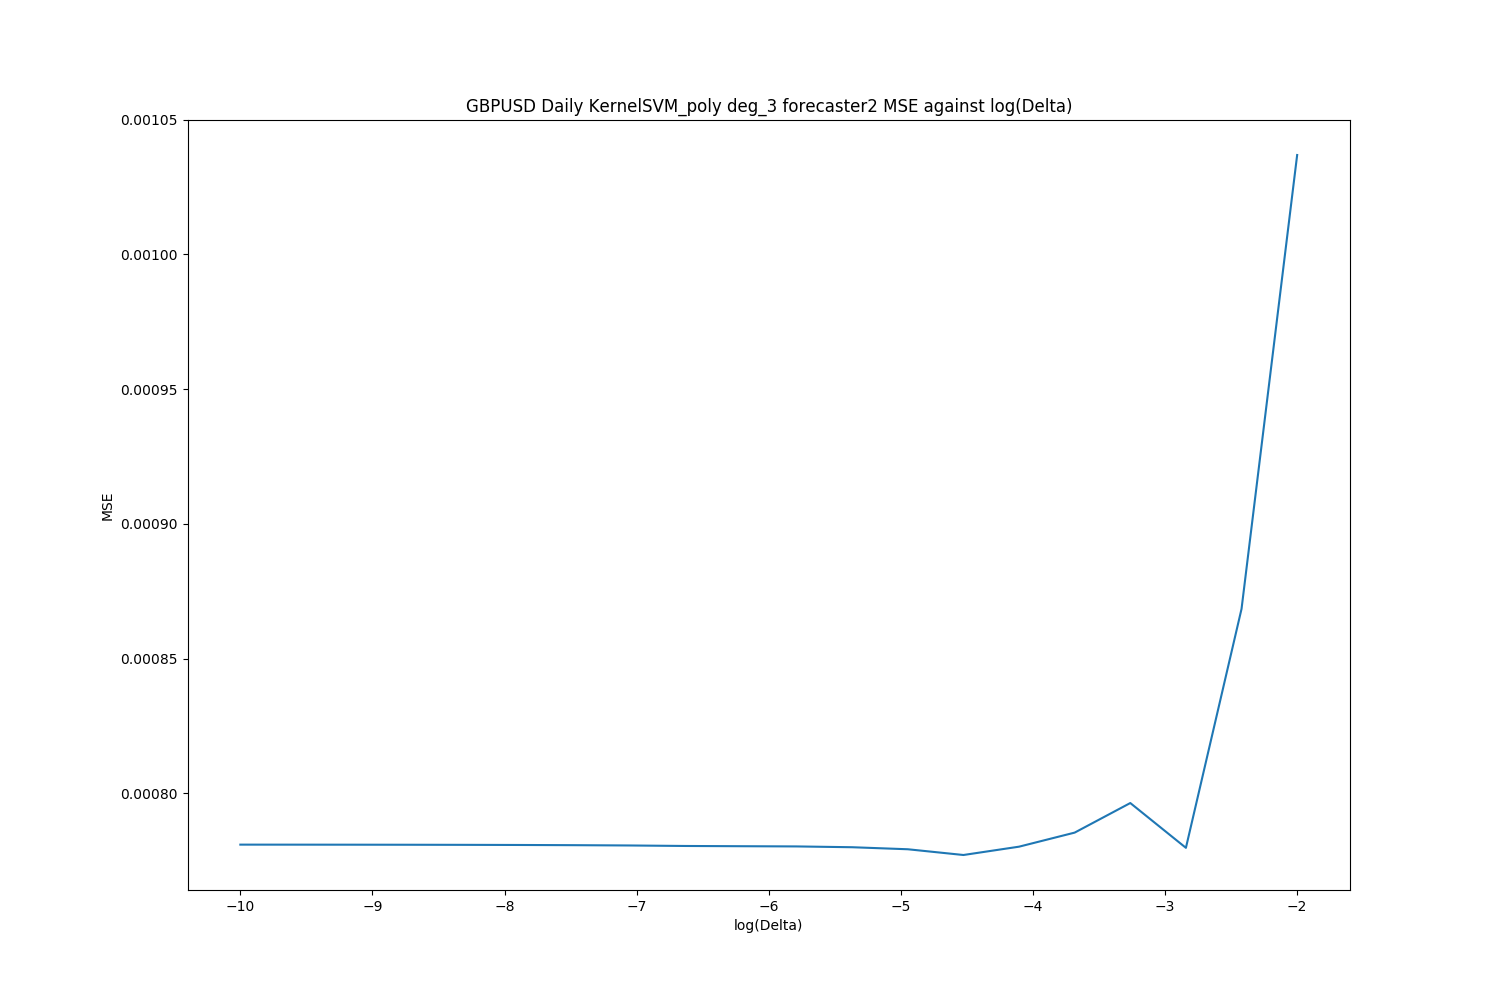 GBPUSD Daily KernelSVM_poly deg_3 forecaster2 MSE against log(Delta)
0.00105
0.00100
0.00095
0.00090
0.00085
0.00080
MSE
−10 −9 −8 −7 −6 −5 −4 −3 −2
log(Delta)